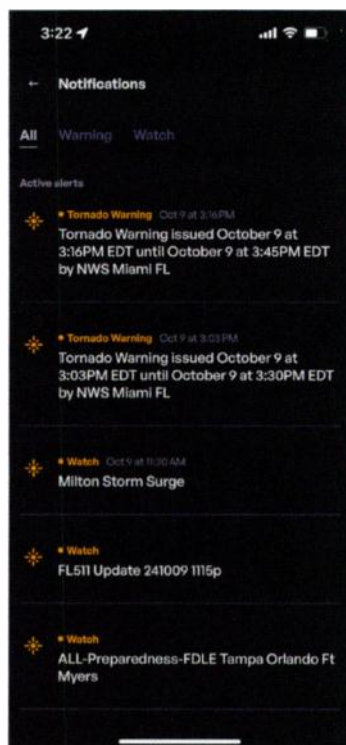 3:22
← Notifications
All Warning Watch
Active alerts
Tornado Warning Oct 9 at 3:16PM
Tornado Warning issued October 9 at
3:16PM EDT until October 9 at 3:45PM EDT
by NWS Miami FL
Tornado Warning Oct 9 at 3:03PM
Tornado Warning issued October 9 at
3:03PM EDT until October 9 at 3:30PM EDT
by NWS Miami FL
Watch Oct 9 at 11:20AM
Milton Storm Surge
Watch
FL511 Update 241009 1115p
Watch
ALL-Preparedness-FDLE Tampa Orlando Ft
Myers